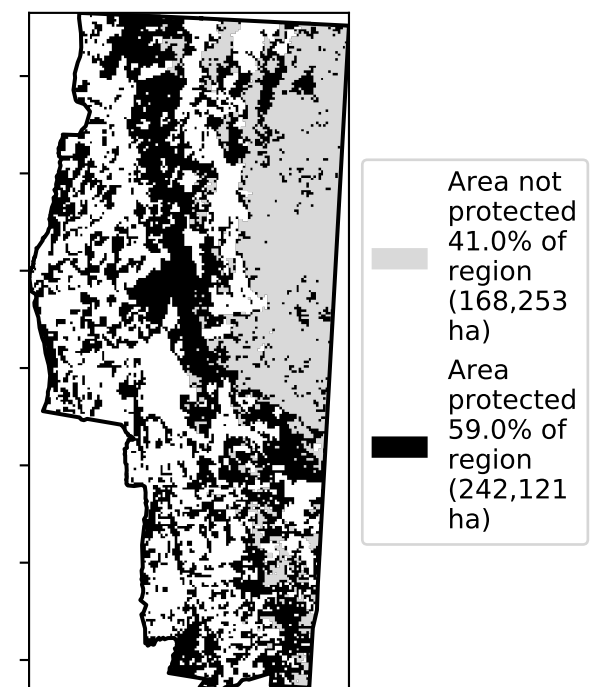 Area not
protected
41.0% of
region
(168,253
ha)
Area
protected
59.0% of
region
(242,121
ha)